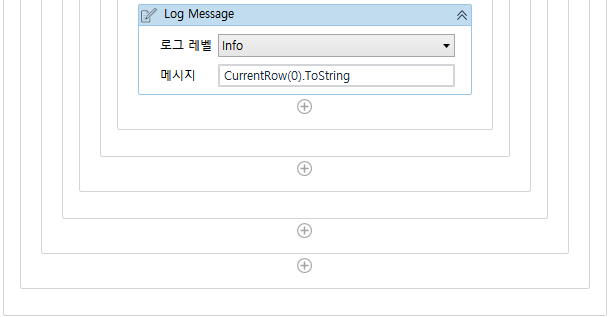 Log Message
로그 레벨 Info
메시지 CurrentRow(0).ToString